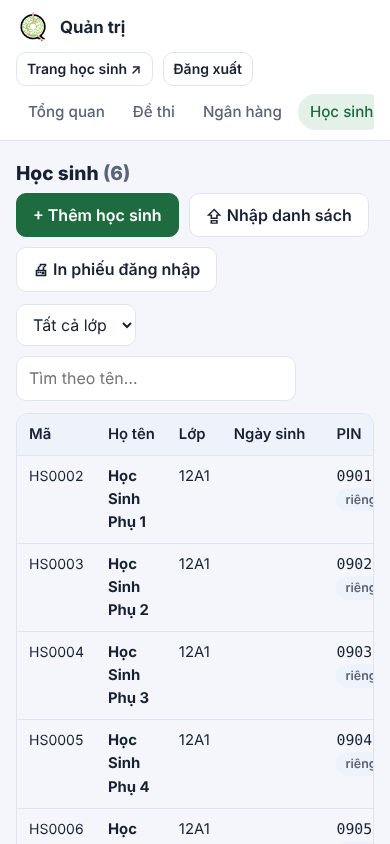 Quản trị
Trang học sinh ↗ Đăng xuất
Tổng quan Đề thi Ngân hàng Học sinh
Học sinh (6)
+ Thêm học sinh ⇪ Nhập danh sách
🖨 In phiếu đăng nhập
Tất cả lớp
Tìm theo tên...
Mã Họ tên Lớp Ngày sinh PIN
HS0002 Học Sinh Phụ 1 12A1 0901 riêng
HS0003 Học Sinh Phụ 2 12A1 0902 riêng
HS0004 Học Sinh Phụ 3 12A1 0903 riêng
HS0005 Học Sinh Phụ 4 12A1 0904 riêng
HS0006 Học 12A1 0905